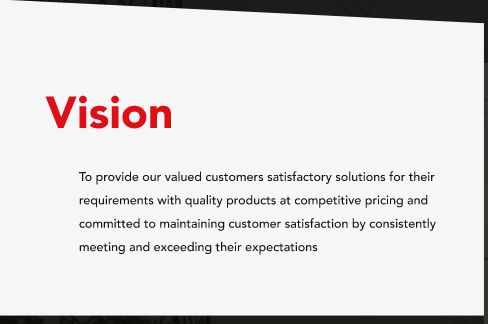 Vision
To provide our valued customers satisfactory solutions for their
requirements with quality products at competitive pricing and
committed to maintaining customer satisfaction by consistently
meeting and exceeding their expectations